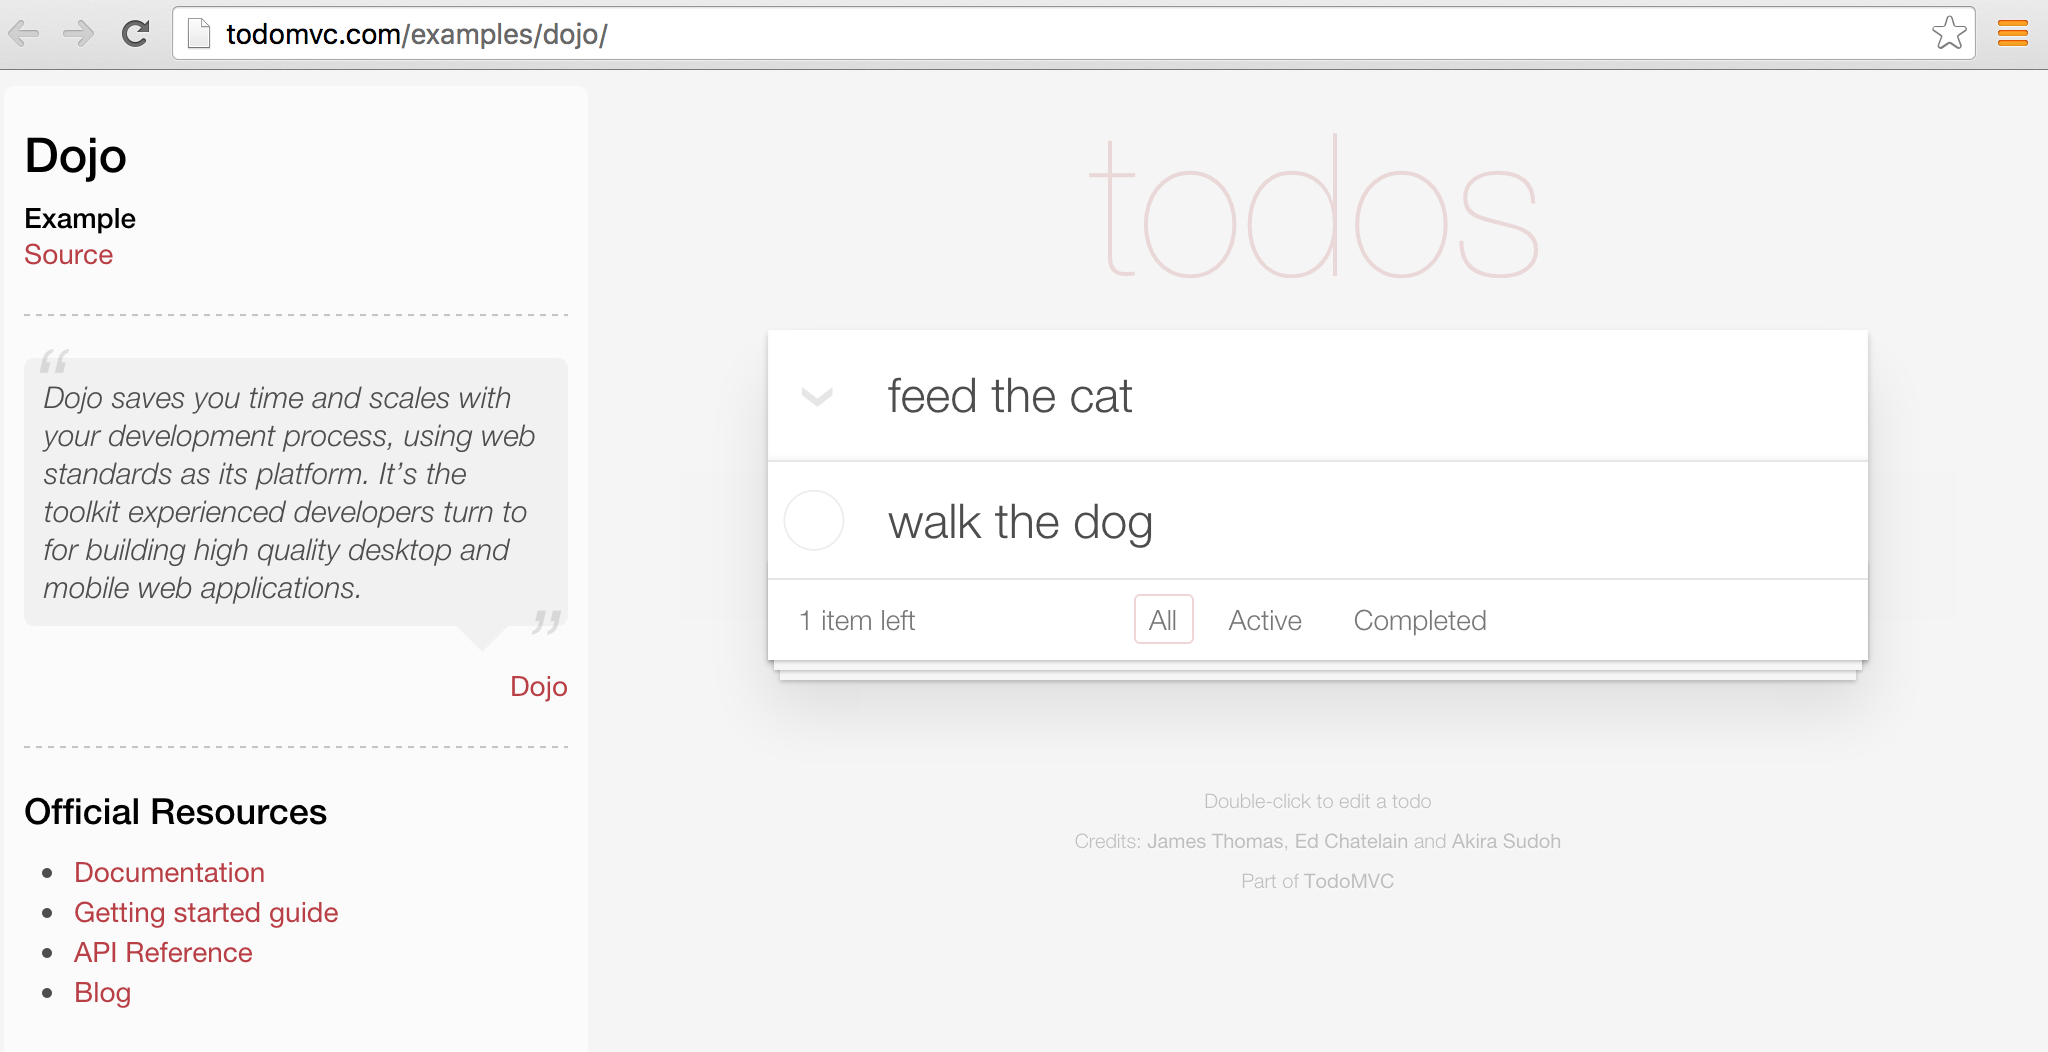 todomvc.com/examples/dojo/
Dojo
Example
Source
“
Dojo saves you time and scales with
your development process, using web
standards as its platform. It’s the
toolkit experienced developers turn to
for building high quality desktop and
mobile web applications.
”
Dojo
Official Resources
• Documentation
• Getting started guide
• API Reference
• Blog
todos
feed the cat
walk the dog
1 item left All Active Completed
Double-click to edit a todo
Credits: James Thomas, Ed Chatelain and Akira Sudoh
Part of TodoMVC